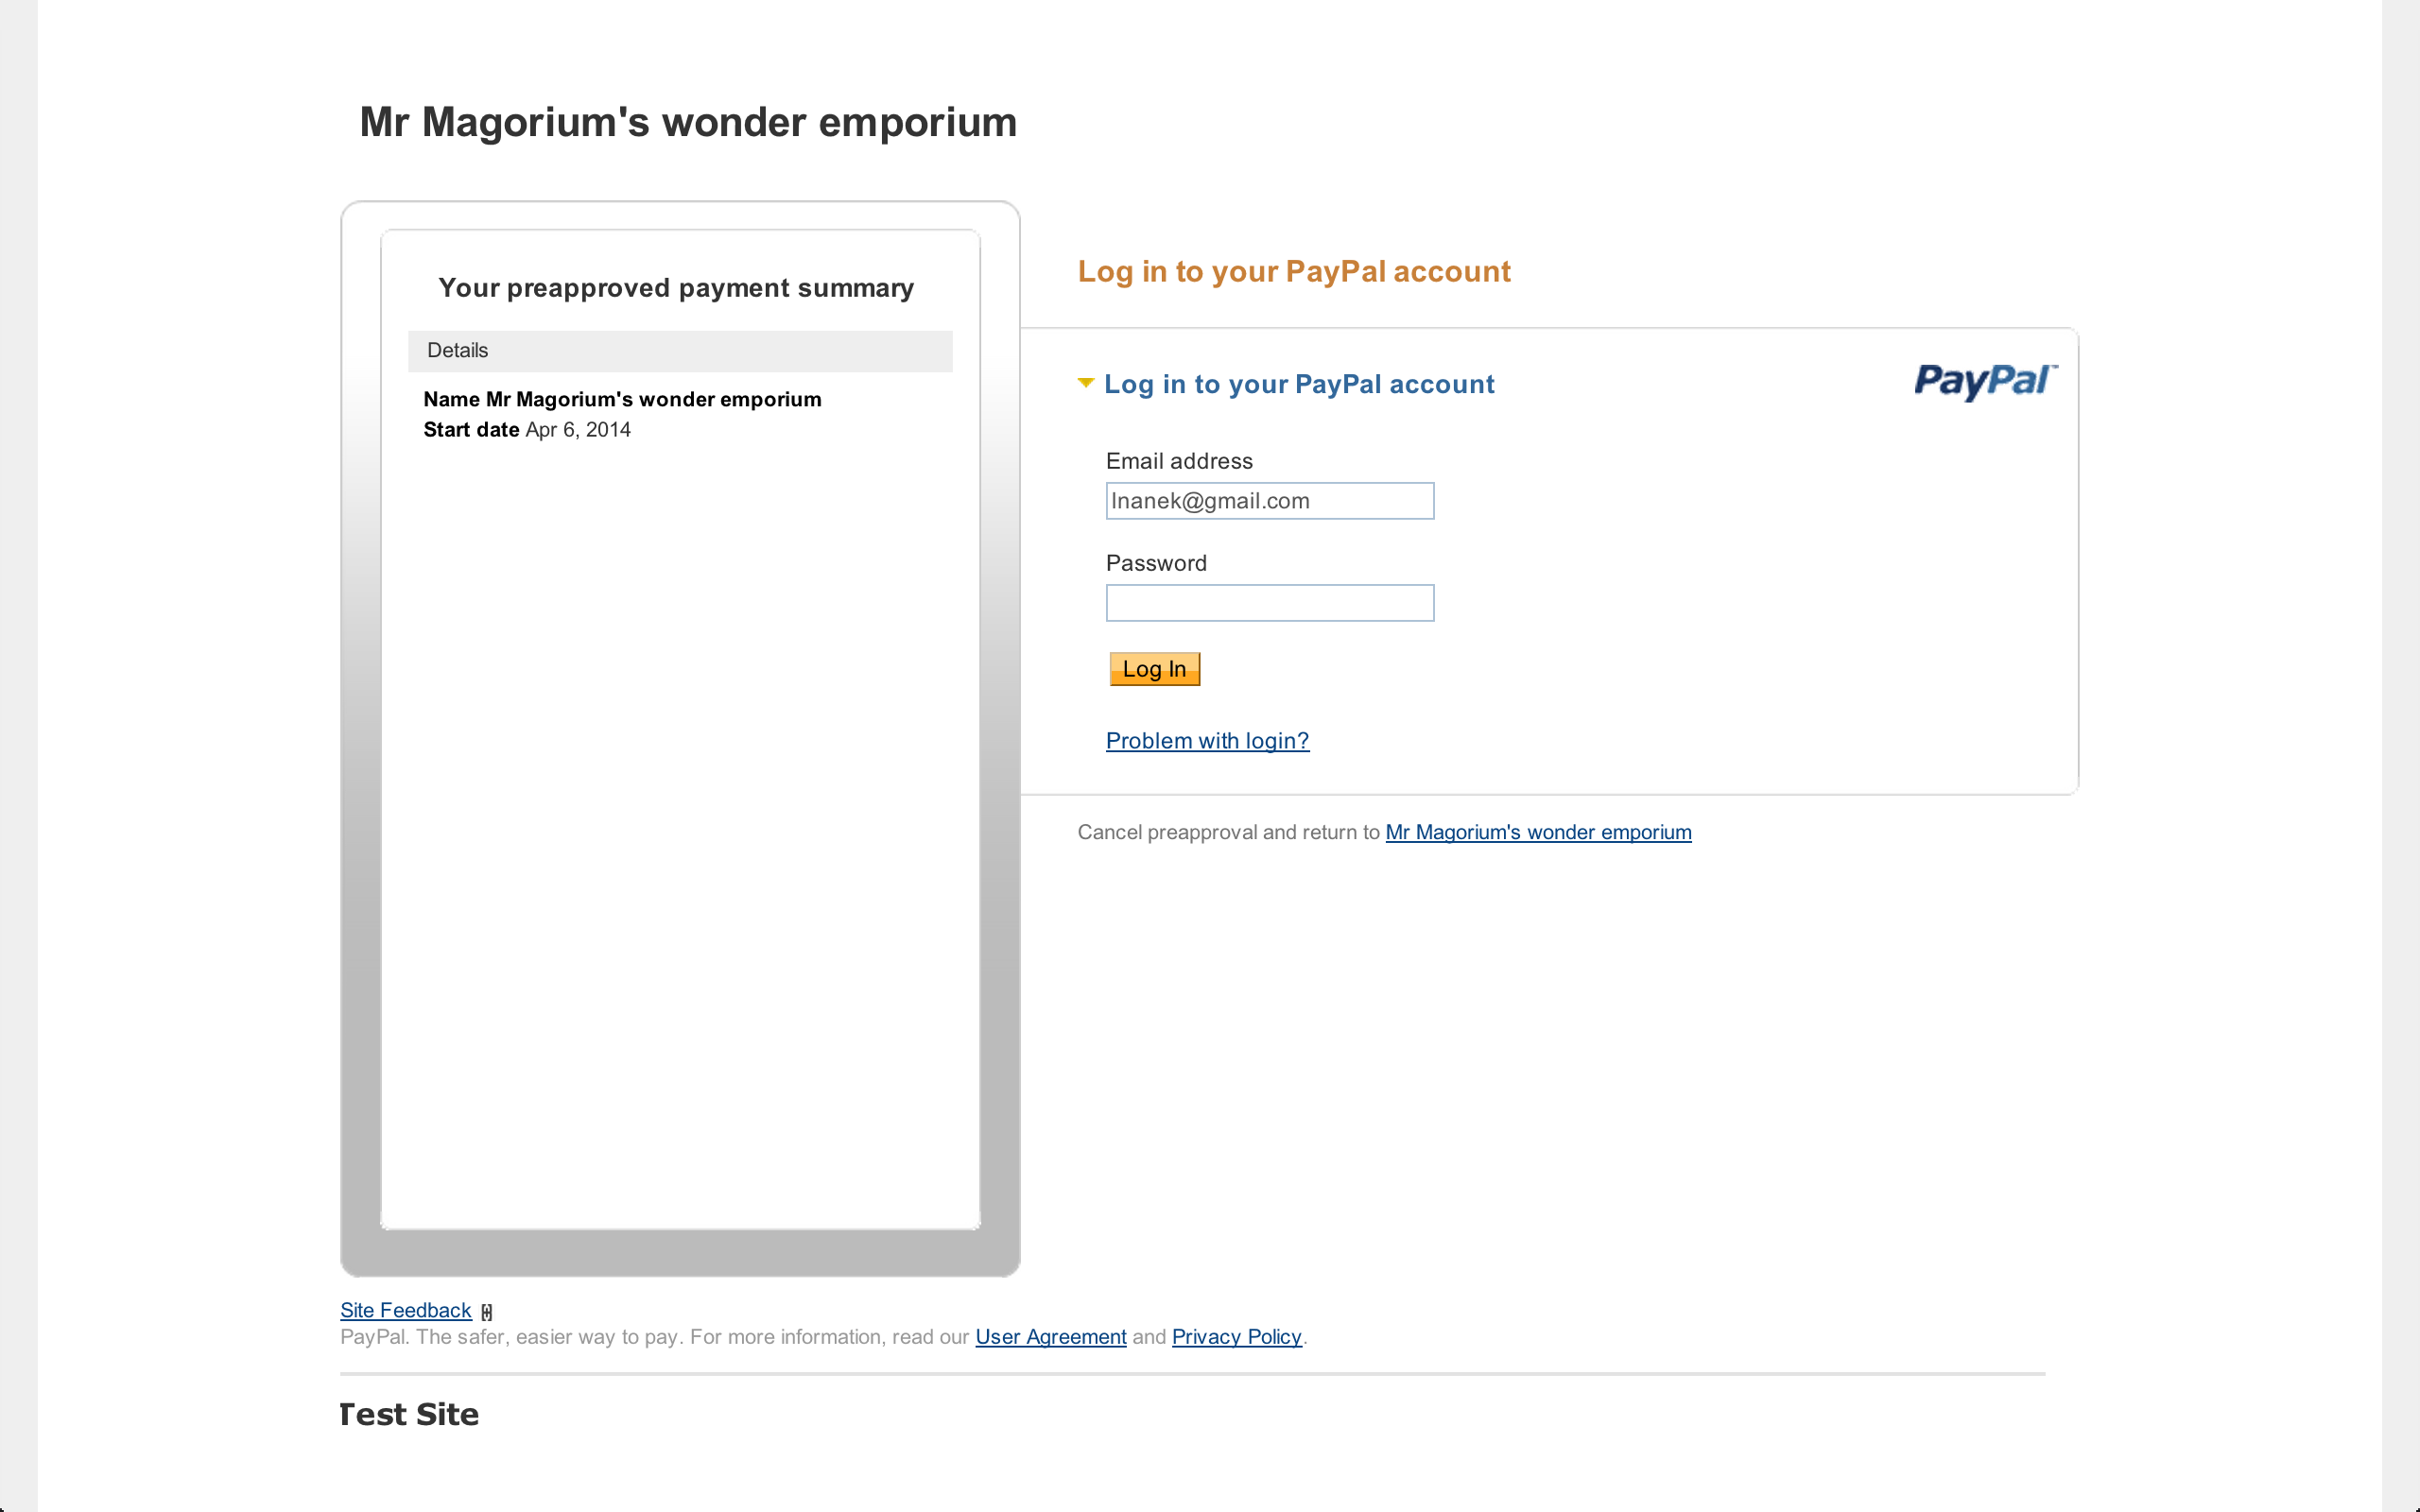 Mr Magorium's wonder emporium
Your preapproved payment summary
Details
Name Mr Magorium's wonder emporium
Start date Apr 6, 2014
Log in to your PayPal account
Log in to your PayPal account
PayPal™
Email address
lnanek@gmail.com
Password
Log In
Problem with login?
Cancel preapproval and return to Mr Magorium's wonder emporium
Site Feedback [+]
PayPal. The safer, easier way to pay. For more information, read our User Agreement and Privacy Policy.
Test Site